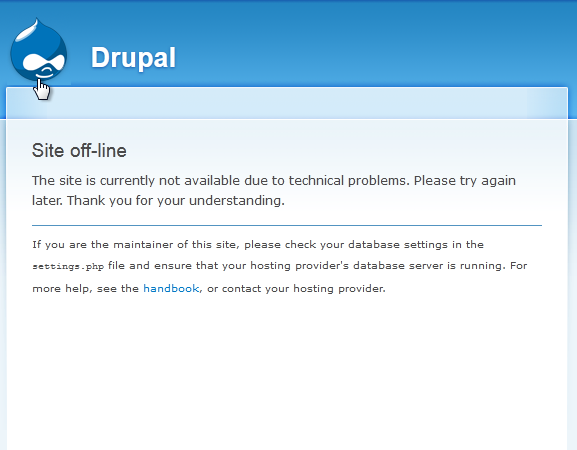 Drupal
Site off-line
The site is currently not available due to technical problems. Please try again
later. Thank you for your understanding.
If you are the maintainer of this site, please check your database settings in the
settings.php file and ensure that your hosting provider's database server is running. For
more help, see the handbook, or contact your hosting provider.